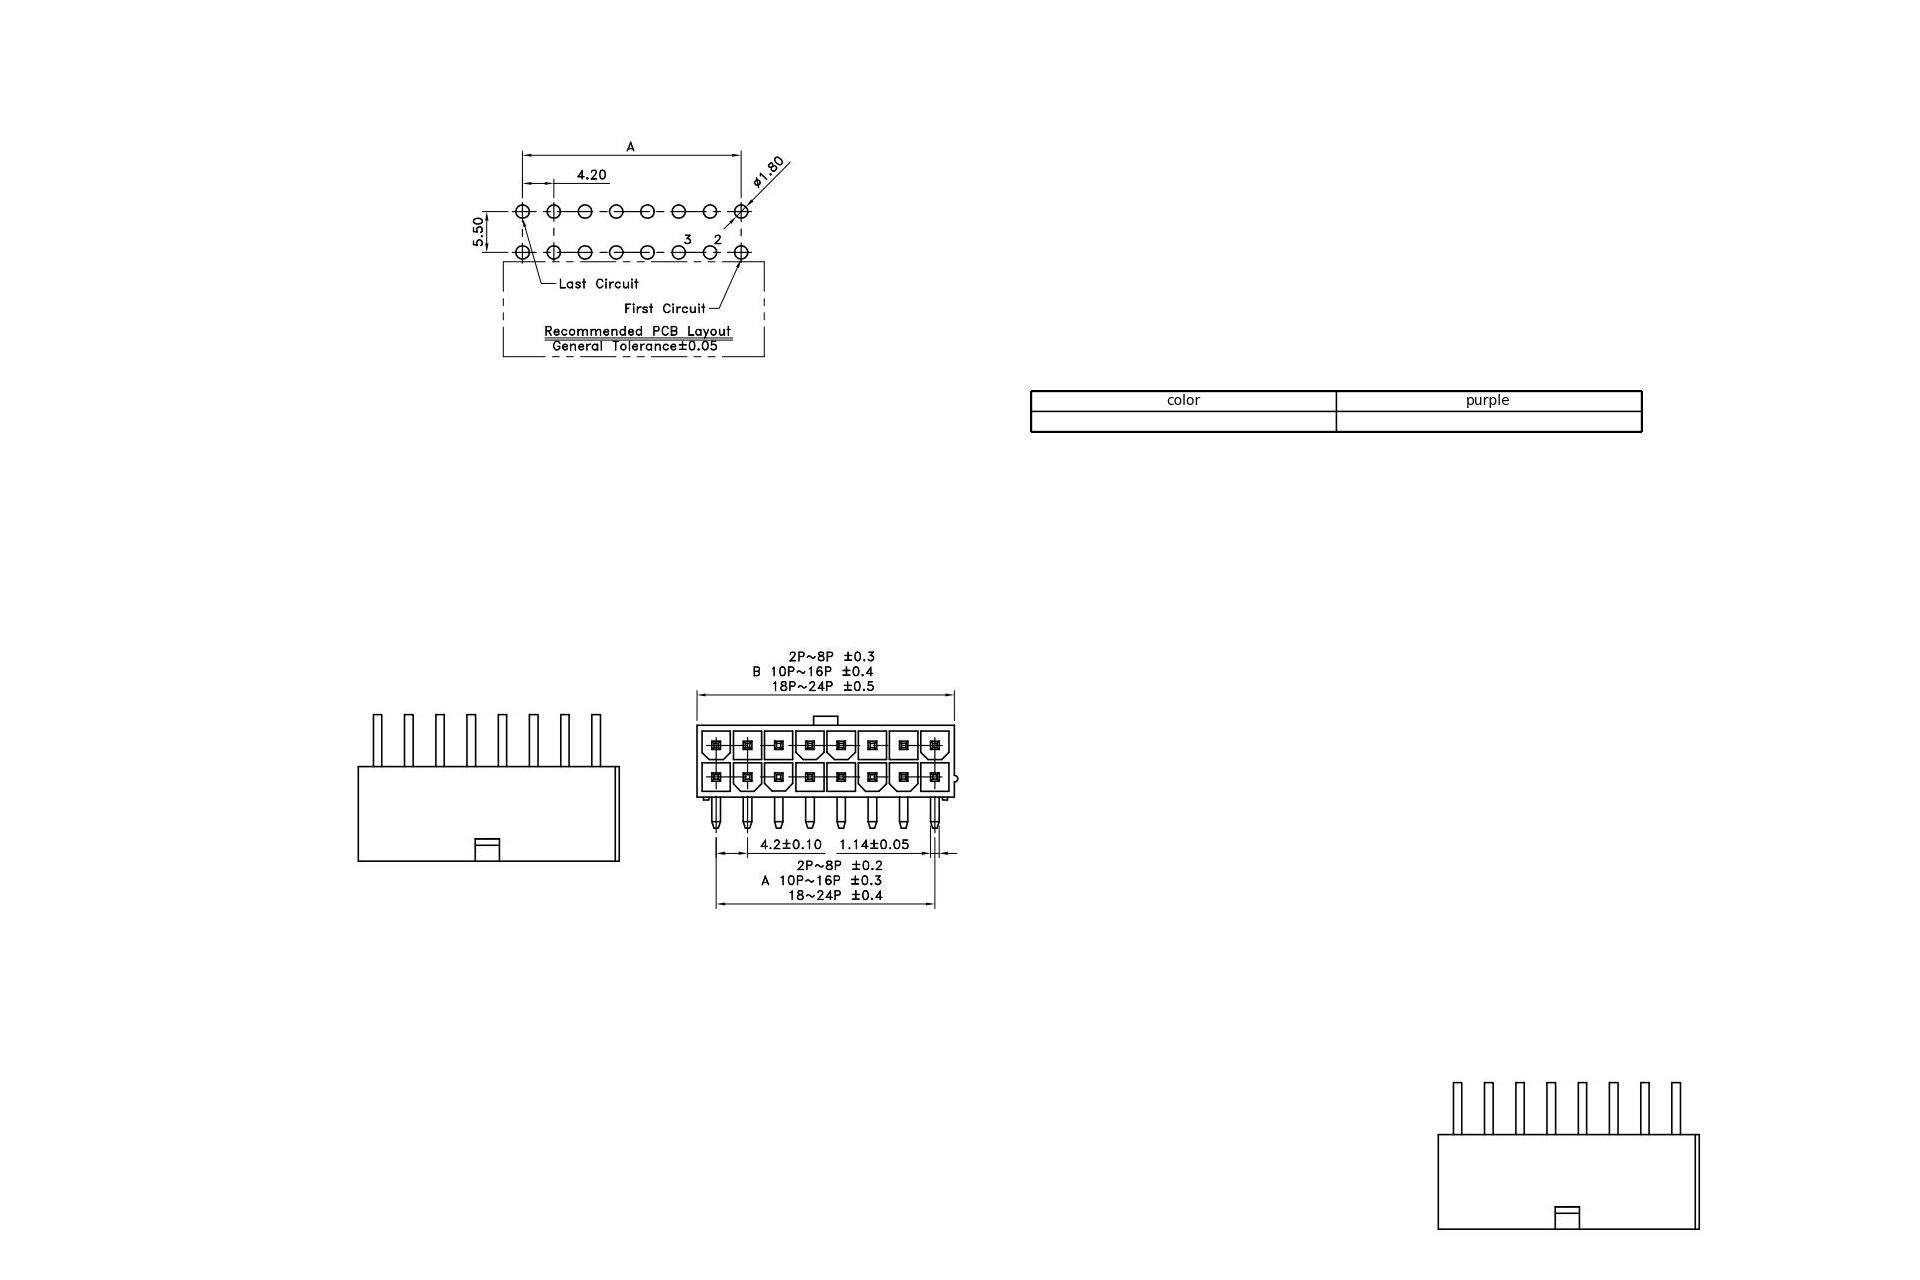 A
4.20
ø1.80
5.50
3 2
Last Circuit
First Circuit
Recommended PCB Layout
General Tolerance±0.05
color purple
2P~8P ±0.3
B 10P~16P ±0.4
18P~24P ±0.5
4.2±0.10 1.14±0.05
2P~8P ±0.2
A 10P~16P ±0.3
18~24P ±0.4